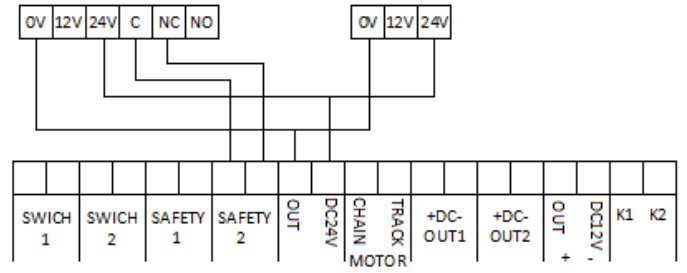 0V 12V 24V C NC NO
0V 12V 24V
SWICH 1
SWICH 2
SAFETY 1
SAFETY 2
OUT DC24V
CHAIN TRACK
MOTOR
+DC-
OUT1
+DC-
OUT2
OUT DC12V
+ -
K1 K2